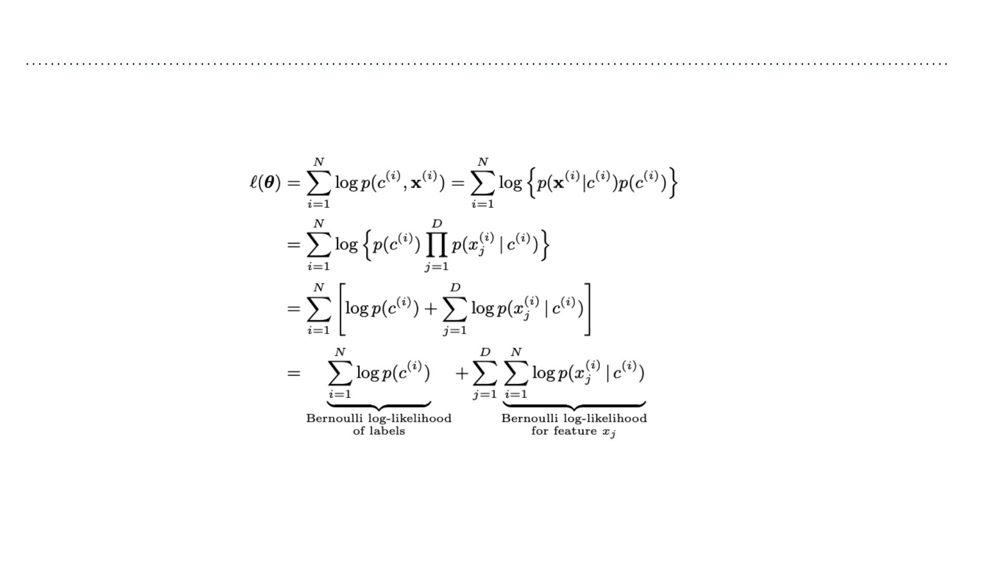 ℓ(𝜽) = ∑_{i=1}^{N} log p(c^{(i)}, 𝐱^{(i)}) = ∑_{i=1}^{N} log {p(𝐱^{(i)}|c^{(i)})p(c^{(i)})}
= ∑_{i=1}^{N} log {p(c^{(i)}) ∏_{j=1}^{D} p(x_j^{(i)} | c^{(i)})}
= ∑_{i=1}^{N} [log p(c^{(i)}) + ∑_{j=1}^{D} log p(x_j^{(i)} | c^{(i)})]
= ∑_{i=1}^{N} log p(c^{(i)}) + ∑_{j=1}^{D} ∑_{i=1}^{N} log p(x_j^{(i)} | c^{(i)})
Bernoulli log-likelihood
of labels
Bernoulli log-likelihood
for feature x_j